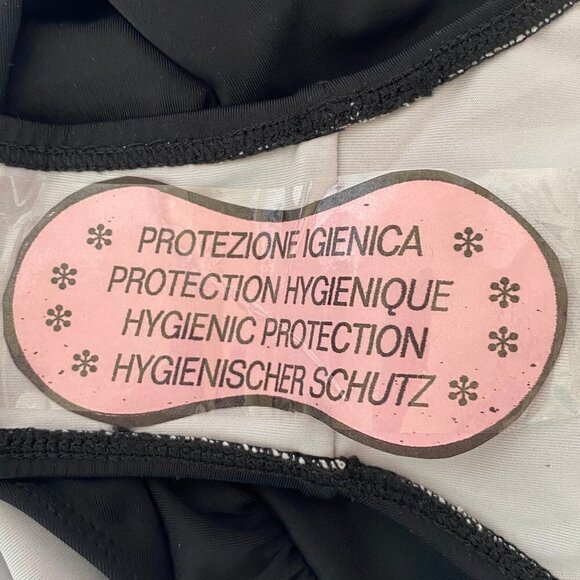 PROTEZIONE IGIENICA
PROTECTION HYGIENIQUE
HYGIENIC PROTECTION
HYGIENISCHER SCHUTZ